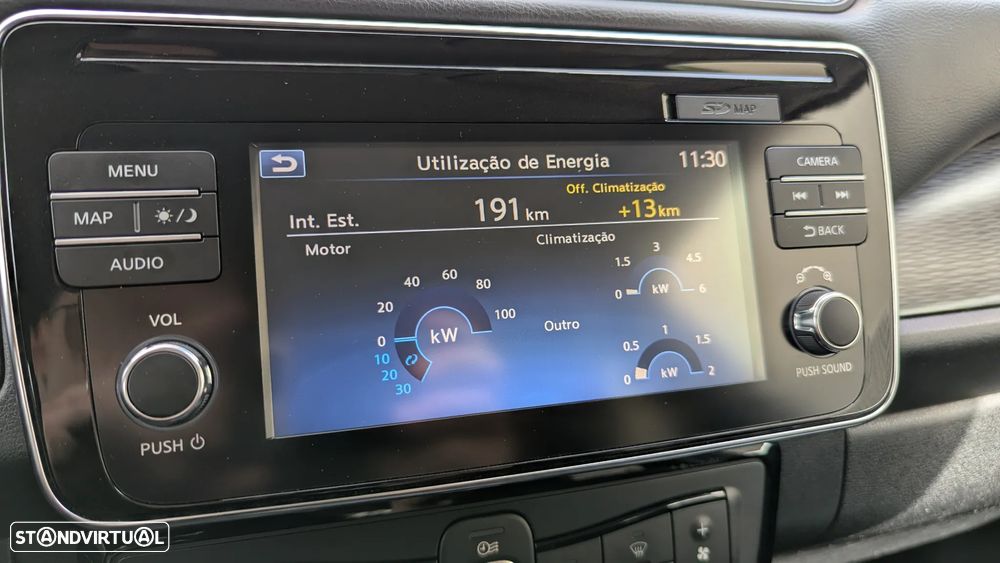 SD MAP
MENU
MAP
AUDIO
VOL
PUSH
Utilização de Energia 11:30
Off. Climatização
Int. Est. 191 km +13 km
Motor
Climatização
0 20 40 60 80 100
kW
10 20 30
0 1.5 3 4.5 6
kW
Outro
0 0.5 1 1.5 2
kW
CAMERA
BACK
PUSH SOUND
STANDVIRTUAL